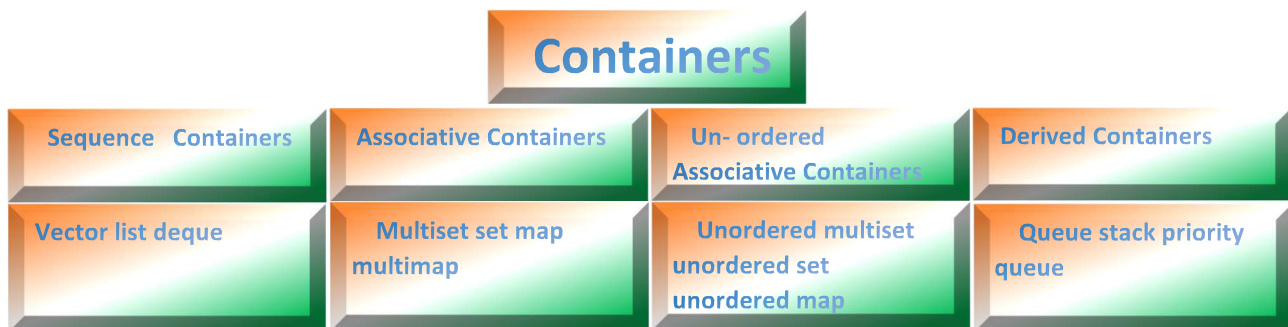 Containers
Sequence Containers
Associative Containers
Un- ordered
Associative Containers
Derived Containers
Vector list deque
Multiset set map
multimap
Unordered multiset
unordered set
unordered map
Queue stack priority
queue